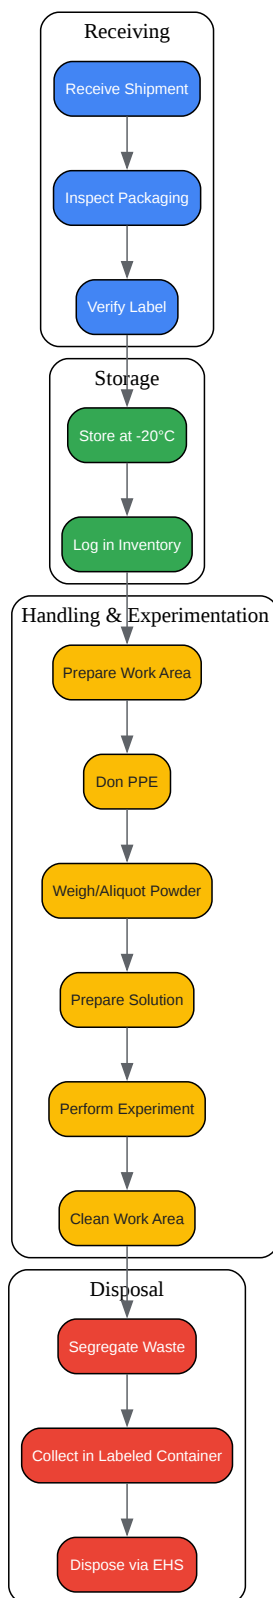 Receiving
Receive Shipment
Inspect Packaging
Verify Label
Storage
Store at -20°C
Log in Inventory
Handling & Experimentation
Prepare Work Area
Don PPE
Weigh/Aliquot Powder
Prepare Solution
Perform Experiment
Clean Work Area
Disposal
Segregate Waste
Collect in Labeled Container
Dispose via EHS